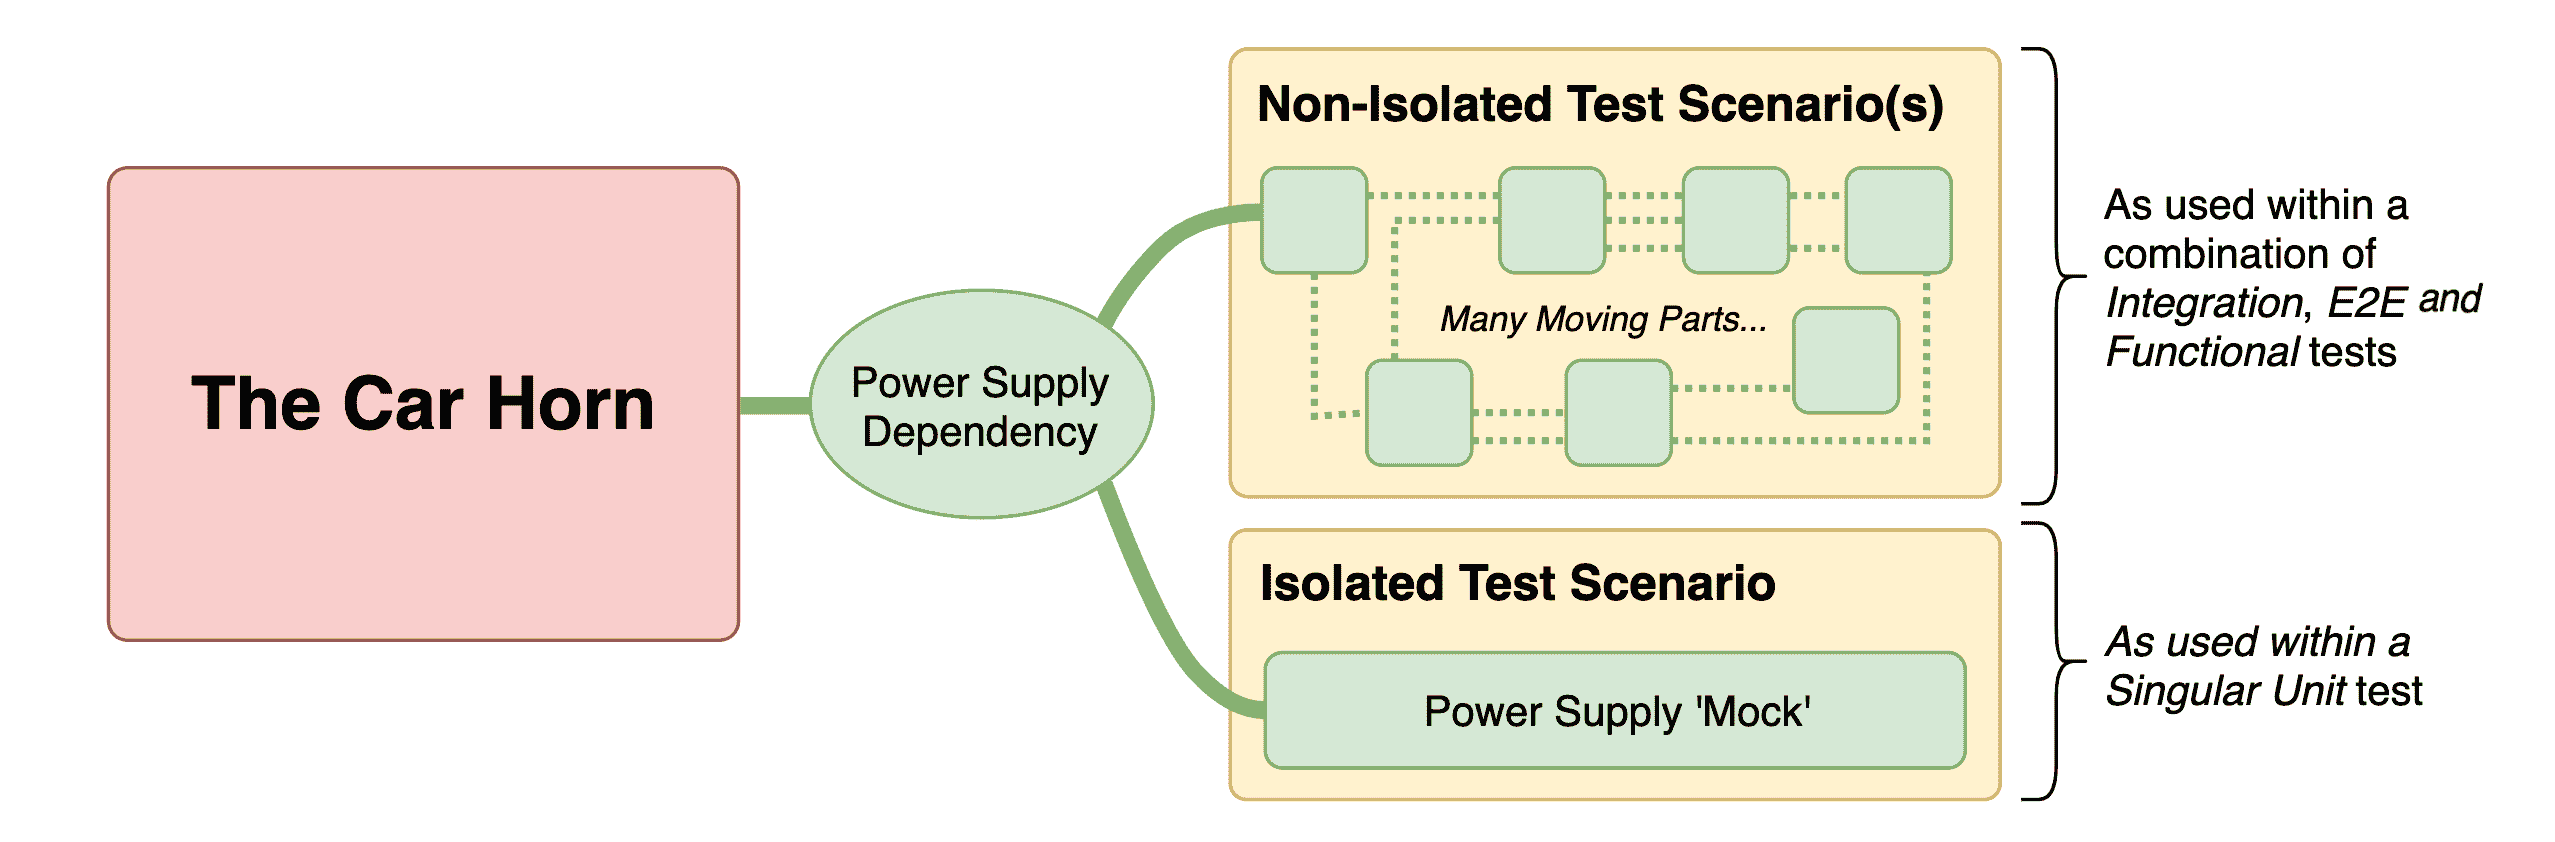 The Car Horn
Power Supply
Dependency
Non-Isolated Test Scenario(s)
Many Moving Parts...
As used within a
combination of
Integration, E2E and
Functional tests
Isolated Test Scenario
Power Supply 'Mock'
As used within a
Singular Unit test